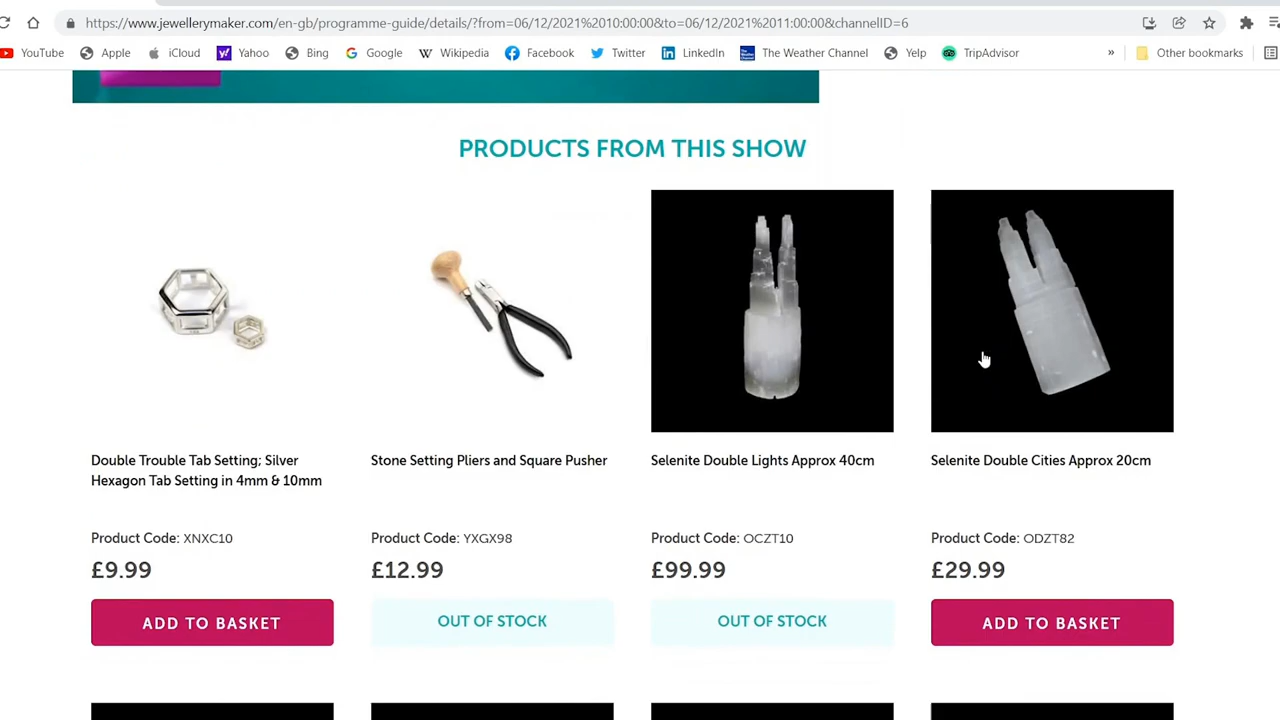 https://www.jewellerymaker.com/en-gb/programme-guide/details/?from=06/12/2021%2010:00:00&to=06/12/2021%2011:00:00&channelID=6
YouTube Apple iCloud Yahoo Bing Google Wikipedia Facebook Twitter LinkedIn The Weather Channel Yelp TripAdvisor » Other bookmarks
PRODUCTS FROM THIS SHOW
Double Trouble Tab Setting; Silver
Hexagon Tab Setting in 4mm & 10mm
Product Code: XNXC10
£9.99
ADD TO BASKET
Stone Setting Pliers and Square Pusher
Product Code: YXGX98
£12.99
OUT OF STOCK
Selenite Double Lights Approx 40cm
Product Code: OCZT10
£99.99
OUT OF STOCK
Selenite Double Cities Approx 20cm
Product Code: ODZT82
£29.99
ADD TO BASKET